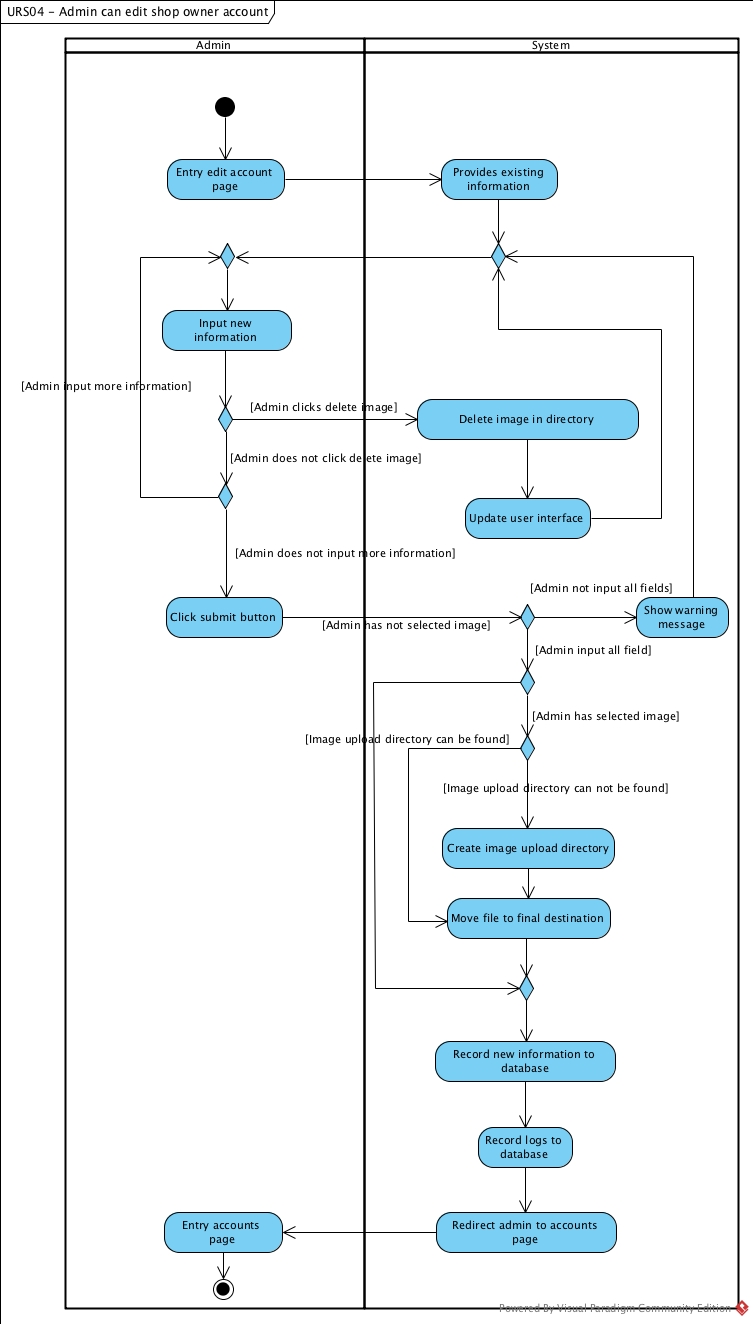 URS04 - Admin can edit shop owner account
Admin
System
Entry edit account
page
Provides existing
information
Input new
information
[Admin input more information]
[Admin clicks delete image]
Delete image in directory
[Admin does not click delete image]
Update user interface
[Admin does not input more information]
[Admin not input all fields]
Click submit button
[Admin has not selected image]
Show warning
message
[Admin input all field]
[Admin has selected image]
[Image upload directory can be found]
[Image upload directory can not be found]
Create image upload directory
Move file to final destination
Record new information to
database
Record logs to
database
Entry accounts
page
Redirect admin to accounts
page
Powered By Visual Paradigm Community Edition